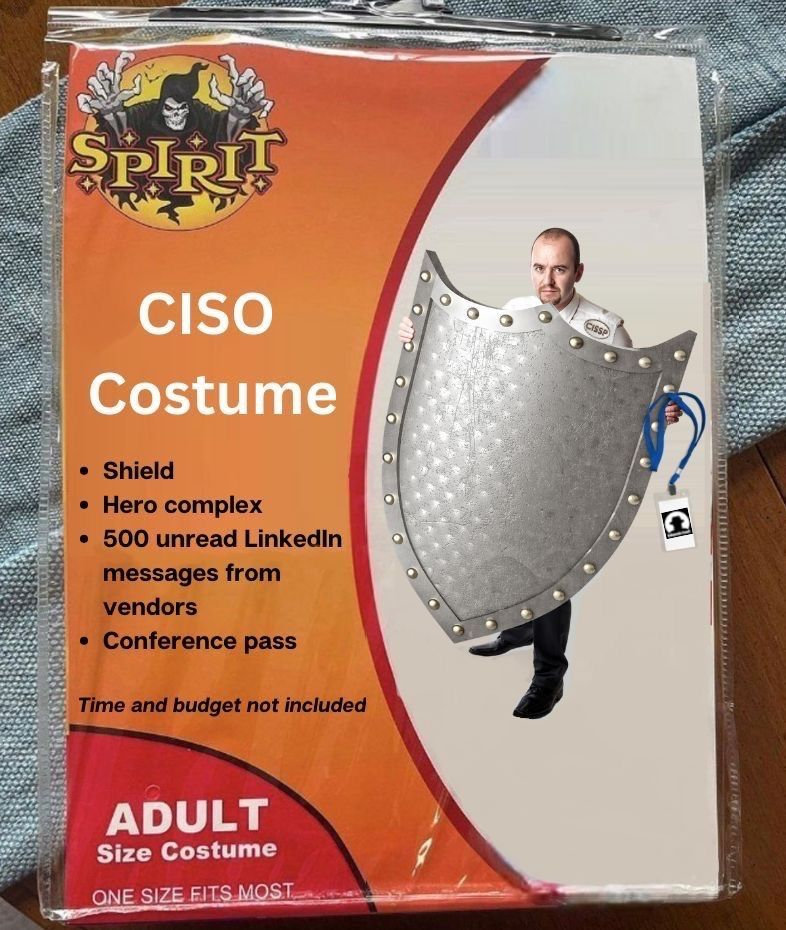 SPIRIT
CISO
Costume
CISSP
• Shield
• Hero complex
• 500 unread LinkedIn
messages from
vendors
• Conference pass
Time and budget not included
ADULT
Size Costume
ONE SIZE FITS MOST